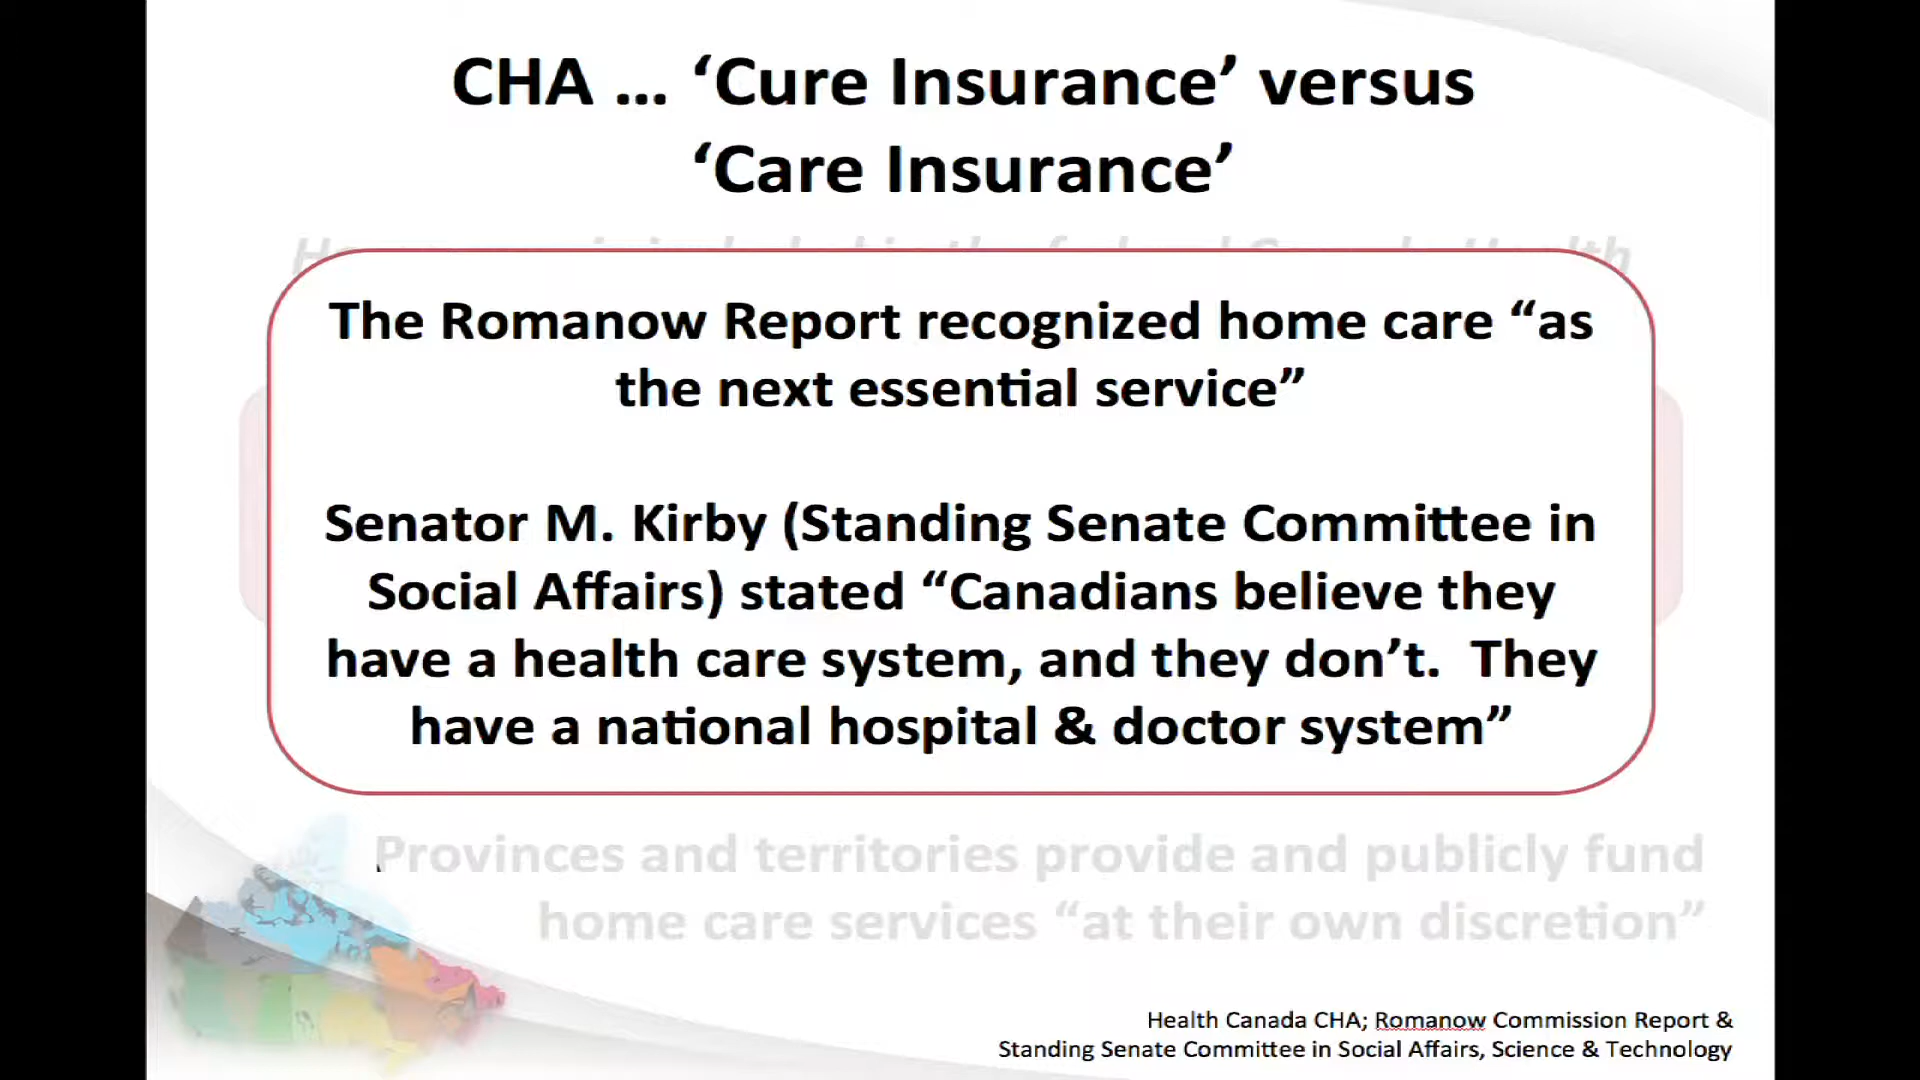 CHA ... ‘Cure Insurance’ versus
‘Care Insurance’
The Romanow Report recognized home care “as
the next essential service”
Senator M. Kirby (Standing Senate Committee in
Social Affairs) stated “Canadians believe they
have a health care system, and they don’t.  They
have a national hospital & doctor system”
Provinces and territories provide and publicly fund
home care services “at their own discretion”
Health Canada CHA; Romanow Commission Report &
Standing Senate Committee in Social Affairs, Science & Technology